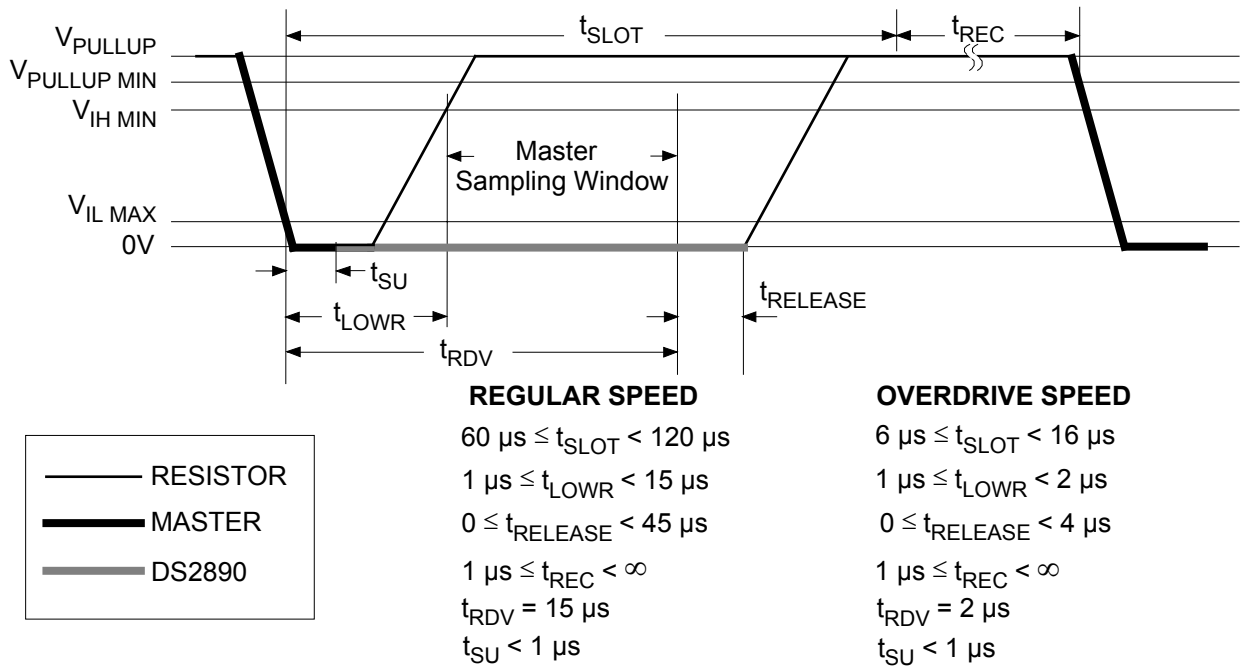 t_SLOT
t_REC
V_PULLUP
V_PULLUP MIN
V_IH MIN
Master
Sampling Window
V_IL MAX
0V
t_SU
t_RELEASE
t_LOWR
t_RDV
REGULAR SPEED
60 µs ≤ t_SLOT < 120 µs
1 µs ≤ t_LOWR < 15 µs
0 ≤ t_RELEASE < 45 µs
1 µs ≤ t_REC < ∞
t_RDV = 15 µs
t_SU < 1 µs
OVERDRIVE SPEED
6 µs ≤ t_SLOT < 16 µs
1 µs ≤ t_LOWR < 2 µs
0 ≤ t_RELEASE < 4 µs
1 µs ≤ t_REC < ∞
t_RDV = 2 µs
t_SU < 1 µs
RESISTOR
MASTER
DS2890